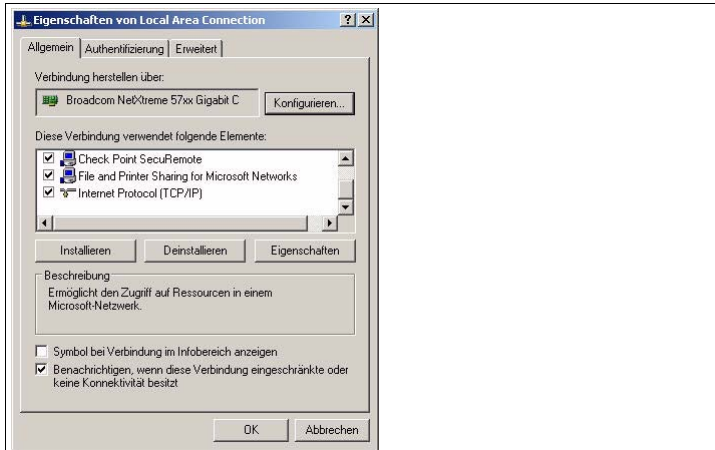 Eigenschaften von Local Area Connection
Allgemein
Authentifizierung
Erweitert
Verbindung herstellen über:
Broadcom NetXtreme 57xx Gigabit C
Konfigurieren...
Diese Verbindung verwendet folgende Elemente:
Check Point SecuRemote
File and Printer Sharing for Microsoft Networks
Internet Protocol (TCP/IP)
Installieren
Deinstallieren
Eigenschaften
Beschreibung
Ermöglicht den Zugriff auf Ressourcen in einem
Microsoft-Netzwerk.
Symbol bei Verbindung im Infobereich anzeigen
Benachrichtigen, wenn diese Verbindung eingeschränkte oder
keine Konnektivität besitzt
OK
Abbrechen